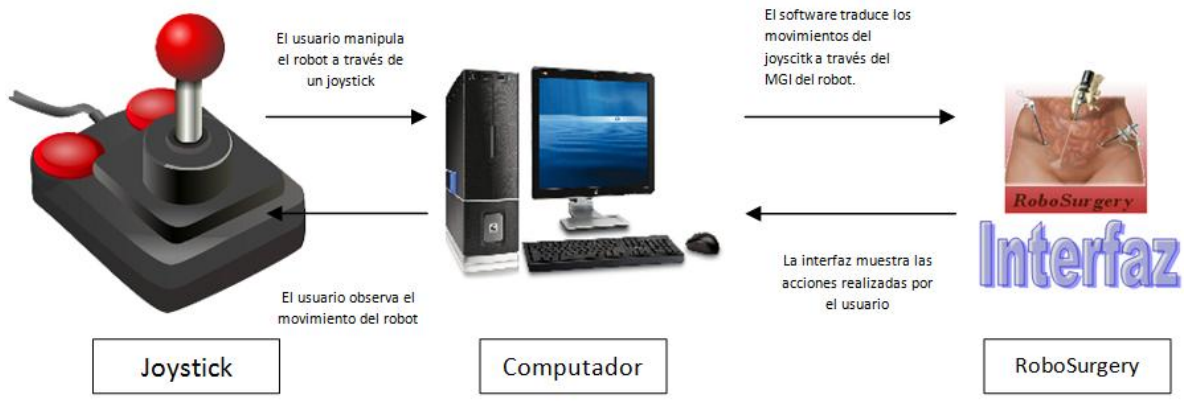 El usuario manipula
el robot a través de
un joystick
El software traduce los
movimientos del
joyscitk a través del
MGI del robot.
RoboSurgery
Interfaz
El usuario observa el
movimiento del robot
La interfaz muestra las
acciones realizadas por
el usuario
Joystick
Computador
RoboSurgery